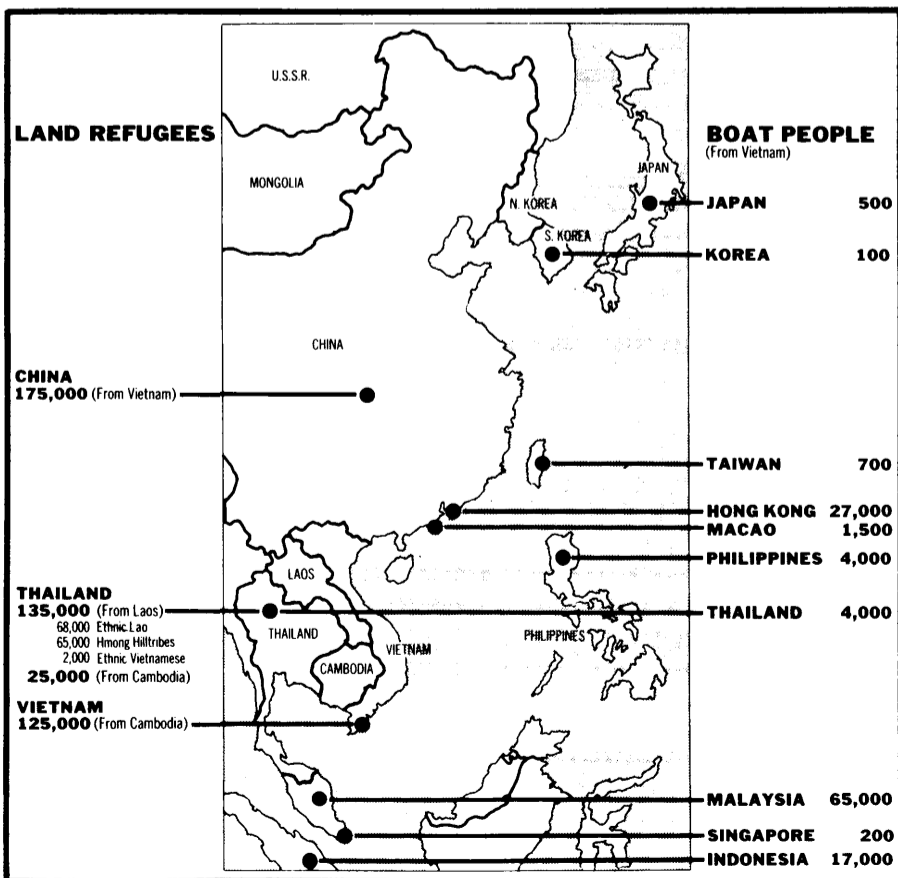 LAND REFUGEES
CHINA
175,000 (From Vietnam)
THAILAND
135,000 (From Laos)
68,000 Ethnic Lao
65,000 Hmong Hilltribes
2,000 Ethnic Vietnamese
25,000 (From Cambodia)
VIETNAM
125,000 (From Cambodia)
U.S.S.R.
MONGOLIA
N. KOREA
S. KOREA
JAPAN
CHINA
LAOS
THAILAND
VIETNAM
CAMBODIA
PHILIPPINES
BOAT PEOPLE
(From Vietnam)
JAPAN 500
KOREA 100
TAIWAN 700
HONG KONG 27,000
MACAO 1,500
PHILIPPINES 4,000
THAILAND 4,000
MALAYSIA 65,000
SINGAPORE 200
INDONESIA 17,000